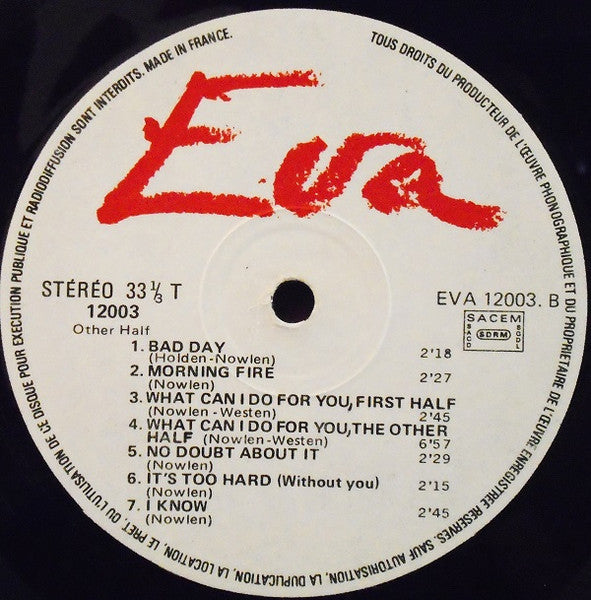 TOUS DROITS DU PRODUCTEUR DE L'ŒUVRE PHONOGRAPHIQUE ET DU PROPRIETAIRE DE L'ŒUVRE ENREGISTREE RESERVES. SAUF AUTORISATION, LA DUPLICATION, LA LOCATION, LE PRET, OU L'UTILISATION DE CE DISQUE POUR EXECUTION PUBLIQUE ET RADIODIFFUSION SONT INTERDITS. MADE IN FRANCE.
Eva
STÉRÉO 33⅓ T
12003
Other Half
EVA 12003. B
SACEM
SACD SDRM SGDL
1. BAD DAY
(Holden-Nowlen) 2'18
2. MORNING FIRE
(Nowlen) 2'27
3. WHAT CAN I DO FOR YOU, FIRST HALF
(Nowlen-Westen) 2'45
4. WHAT CAN I DO FOR YOU, THE OTHER
HALF (Nowlen-Westen) 6'57
5. NO DOUBT ABOUT IT
(Nowlen) 2'29
6. IT'S TOO HARD (Without you)
(Nowlen) 2'15
7. I KNOW
(Nowlen) 2'45